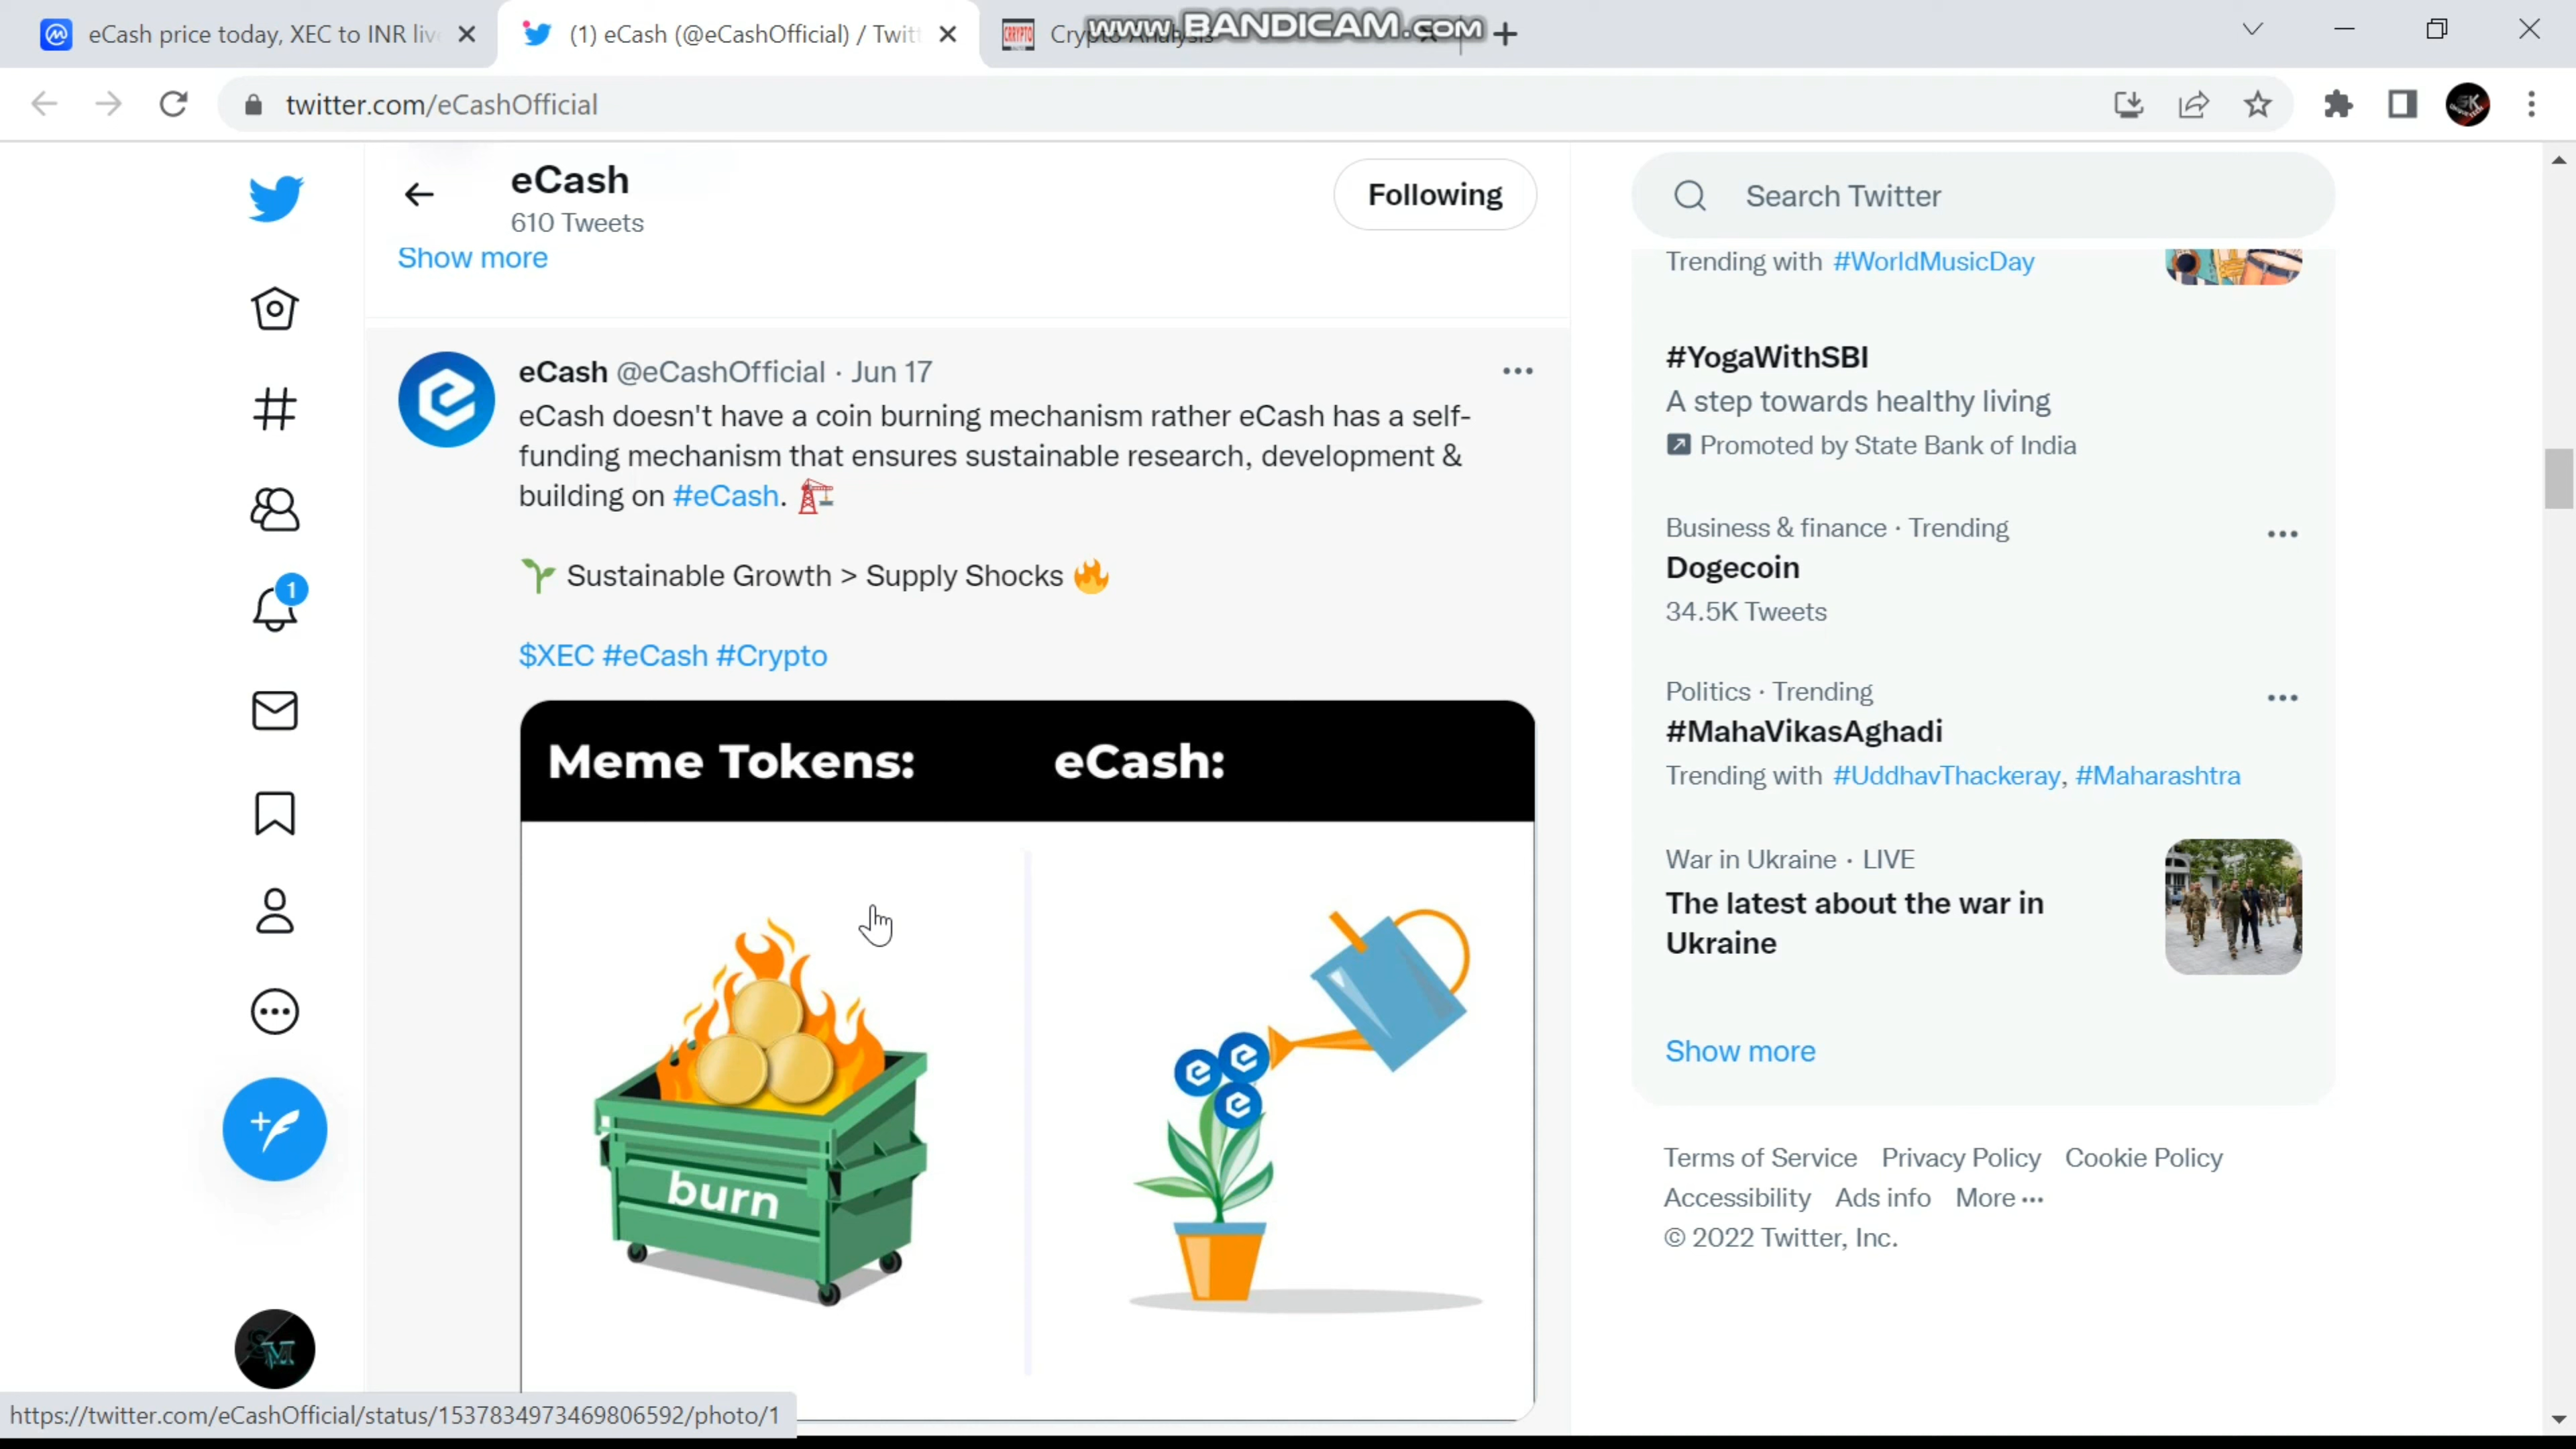 eCash price today, XEC to INR liv
(1) eCash (@eCashOfficial) / Twitt
www.BANDICAM.com
twitter.com/eCashOfficial
eCash
610 Tweets
Following
Show more
eCash @eCashOfficial · Jun 17
eCash doesn't have a coin burning mechanism rather eCash has a self-
funding mechanism that ensures sustainable research, development &
building on #eCash. 🏗️
🌱 Sustainable Growth > Supply Shocks 🔥
$XEC #eCash #Crypto
Meme Tokens:
eCash:
burn
1
Search Twitter
Trending with #WorldMusicDay
#YogaWithSBI
A step towards healthy living
Promoted by State Bank of India
Business & finance · Trending
Dogecoin
34.5K Tweets
Politics · Trending
#MahaVikasAghadi
Trending with #UddhavThackeray, #Maharashtra
War in Ukraine · LIVE
The latest about the war in
Ukraine
Show more
Terms of Service Privacy Policy Cookie Policy
Accessibility Ads info More ···
© 2022 Twitter, Inc.
https://twitter.com/eCashOfficial/status/1537834973469806592/photo/1